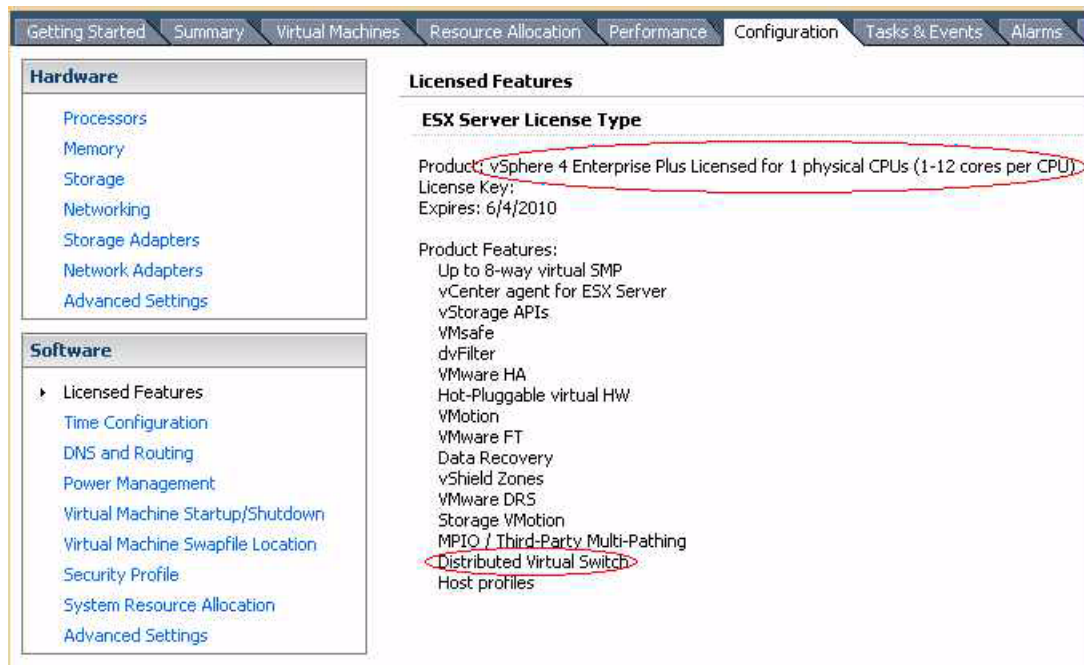 Getting Started Summary Virtual Machines Resource Allocation Performance Configuration Tasks & Events Alarms
Hardware
Processors
Memory
Storage
Networking
Storage Adapters
Network Adapters
Advanced Settings
Software
Licensed Features
Time Configuration
DNS and Routing
Power Management
Virtual Machine Startup/Shutdown
Virtual Machine Swapfile Location
Security Profile
System Resource Allocation
Advanced Settings
Licensed Features
ESX Server License Type
Product: vSphere 4 Enterprise Plus Licensed for 1 physical CPUs (1-12 cores per CPU)
License Key:
Expires: 6/4/2010
Product Features:
Up to 8-way virtual SMP
vCenter agent for ESX Server
vStorage APIs
VMsafe
dvFilter
VMware HA
Hot-Pluggable virtual HW
VMotion
VMware FT
Data Recovery
vShield Zones
VMware DRS
Storage VMotion
MPIO / Third-Party Multi-Pathing
Distributed Virtual Switch
Host profiles